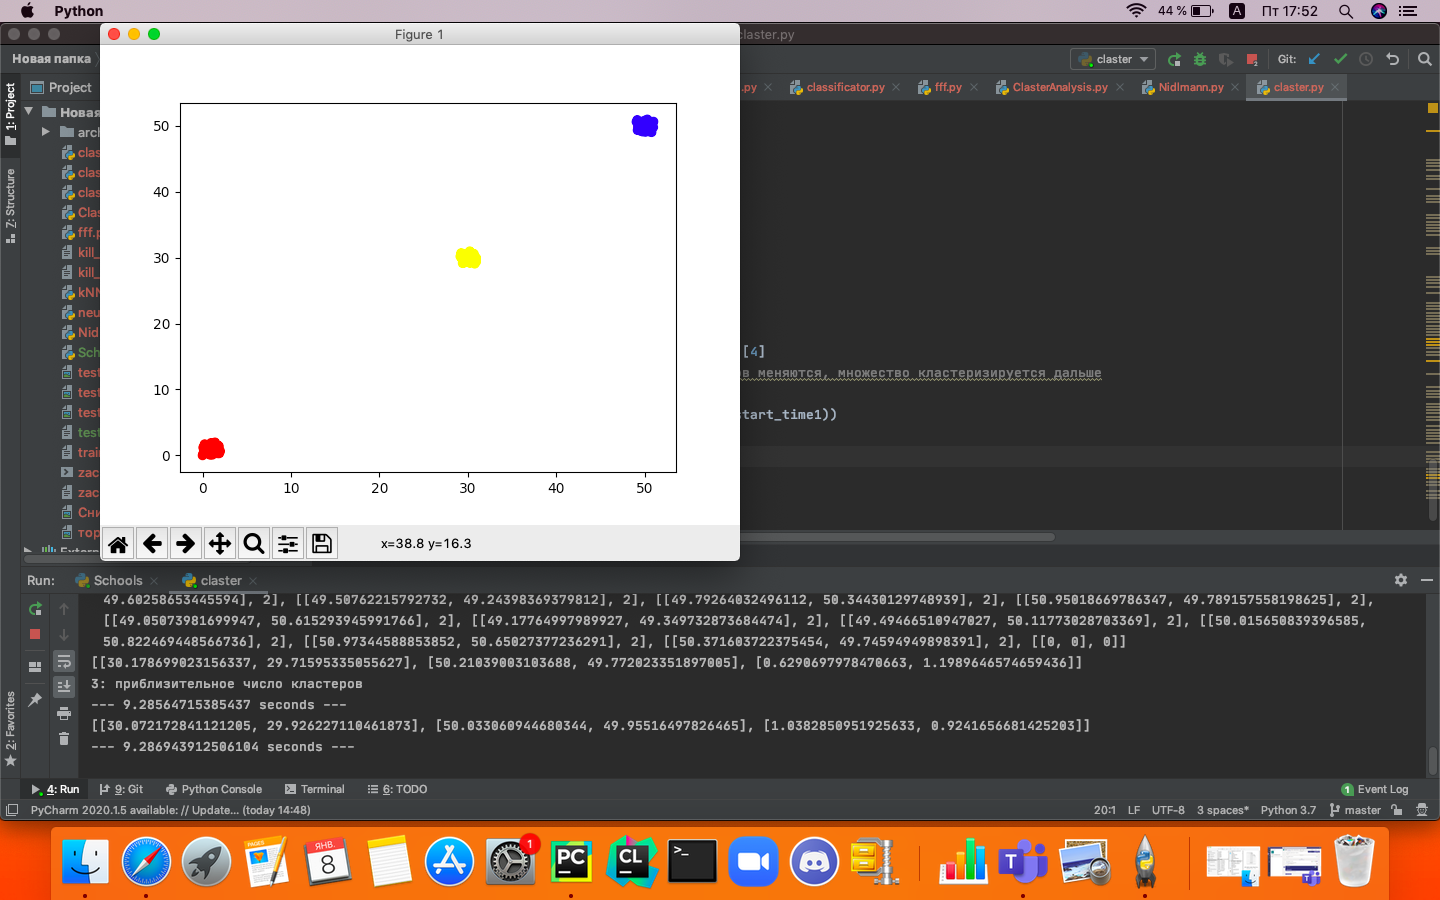 Python
44 %
A
Пт 17:52
Figure 1
claster.py
Новая папка
claster
Git:
1: Project
Project
.py
classificator.py
fff.py
ClasterAnalysis.py
Nidlmann.py
claster.py
Новая
arch
clas
clas
clas
Clas
fff.p
kill_
kill_
kNN
neu
Nid
Sch
test
test
test
test
train
zac
zac
Сни
тор
Extern
7: Structure
2: Favorites
50
40
30
20
10
0
0
10
20
30
40
50
x=38.8 y=16.3
[4]
ов меняются, множество кластеризируется дальше
start_time1))
Run:
Schools
claster
49.60258653445594], 2], [[49.50762215792732, 49.24398369379812], 2], [[49.79264032496112, 50.34430129748939], 2], [[50.95018669786347, 49.789157558198625], 2],
[[49.05073981699947, 50.615293945991766], 2], [[49.17764997989927, 49.349732873684474], 2], [[49.49466510947027, 50.11773028703369], 2], [[50.015650839396585,
50.822469448566736], 2], [[50.97344588853852, 50.65027377236291], 2], [[50.371603722375454, 49.74594949898391], 2], [[0, 0], 0]]
[[30.178699023156337, 29.71595335055627], [50.21039003103688, 49.772023351897005], [0.6290697978470663, 1.1989646574659436]]
3: приблизительное число кластеров
--- 9.28564715385437 seconds ---
[[30.072172841121205, 29.926227110461873], [50.033060944680344, 49.95516497826465], [1.0382850951925633, 0.9241656681425203]]
--- 9.286943912506104 seconds ---
4: Run
9: Git
Python Console
Terminal
6: TODO
1 Event Log
PyCharm 2020.1.5 available: // Update... (today 14:48)
20:1
LF
UTF-8
3 spaces*
Python 3.7
master
PAGES
ЯНВ.
8
1
PC
CL
>_
T